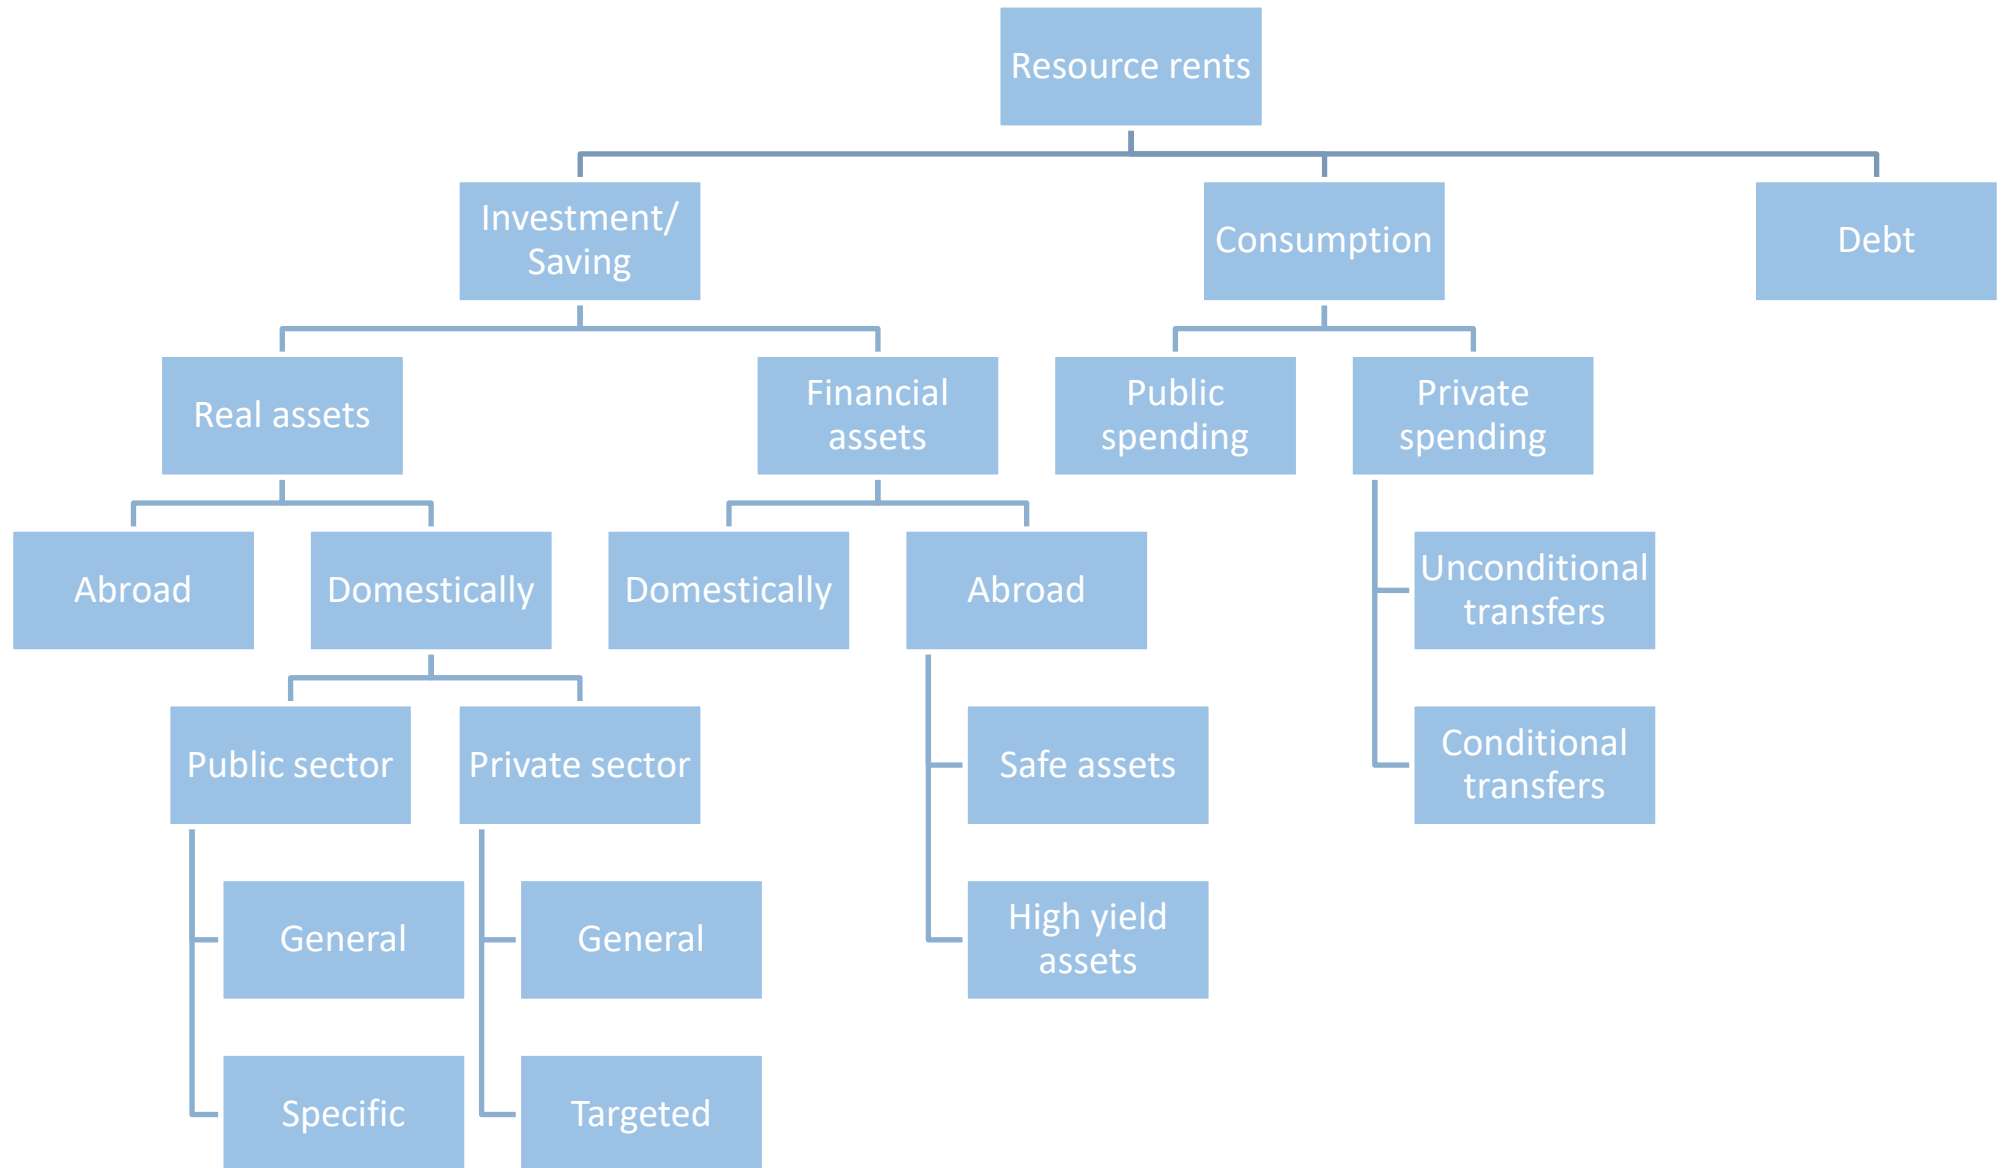 Resource rents
Investment/
Saving
Consumption
Debt
Real assets
Financial
assets
Public
spending
Private
spending
Abroad
Domestically
Domestically
Abroad
Unconditional
transfers
Public sector
Private sector
Safe assets
Conditional
transfers
General
General
High yield
assets
Specific
Targeted